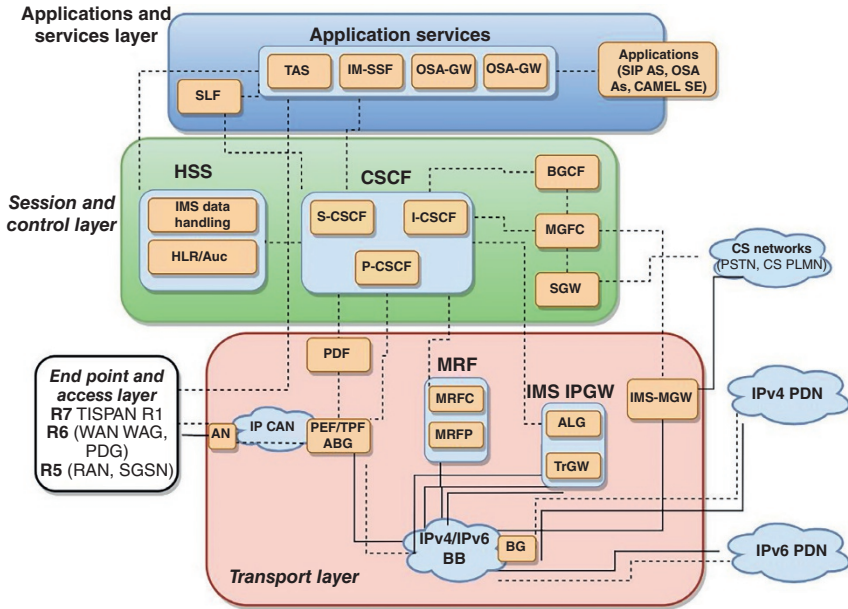 Applications and
services layer
Application services
TAS
IM-SSF
OSA-GW
OSA-GW
Applications
(SIP AS, OSA
As, CAMEL SE)
SLF
HSS
CSCF
BGCF
Session and
control layer
IMS data
handling
S-CSCF
I-CSCF
MGFC
HLR/Auc
P-CSCF
SGW
CS networks
(PSTN, CS PLMN)
PDF
MRF
End point and
access layer
R7 TISPAN R1
R6 (WAN WAG,
PDG)
R5 (RAN, SGSN)
AN
IP CAN
PEF/TPF
ABG
MRFC
MRFP
IMS IPGW
ALG
TrGW
IMS-MGW
IPv4 PDN
IPv4/IPv6
BB
BG
IPv6 PDN
Transport layer